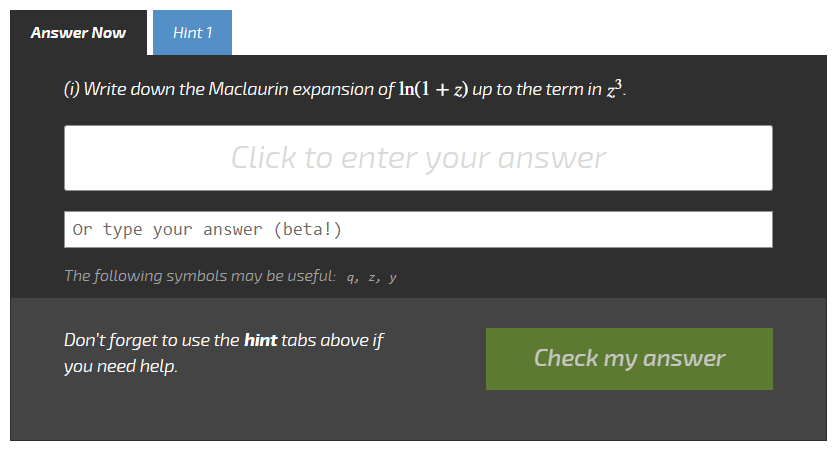 Answer Now Hint 1
(i) Write down the Maclaurin expansion of ln(1 + z) up to the term in z³.
Click to enter your answer
Or type your answer (beta!)
The following symbols may be useful: q, z, y
Don't forget to use the hint tabs above if
you need help.
Check my answer